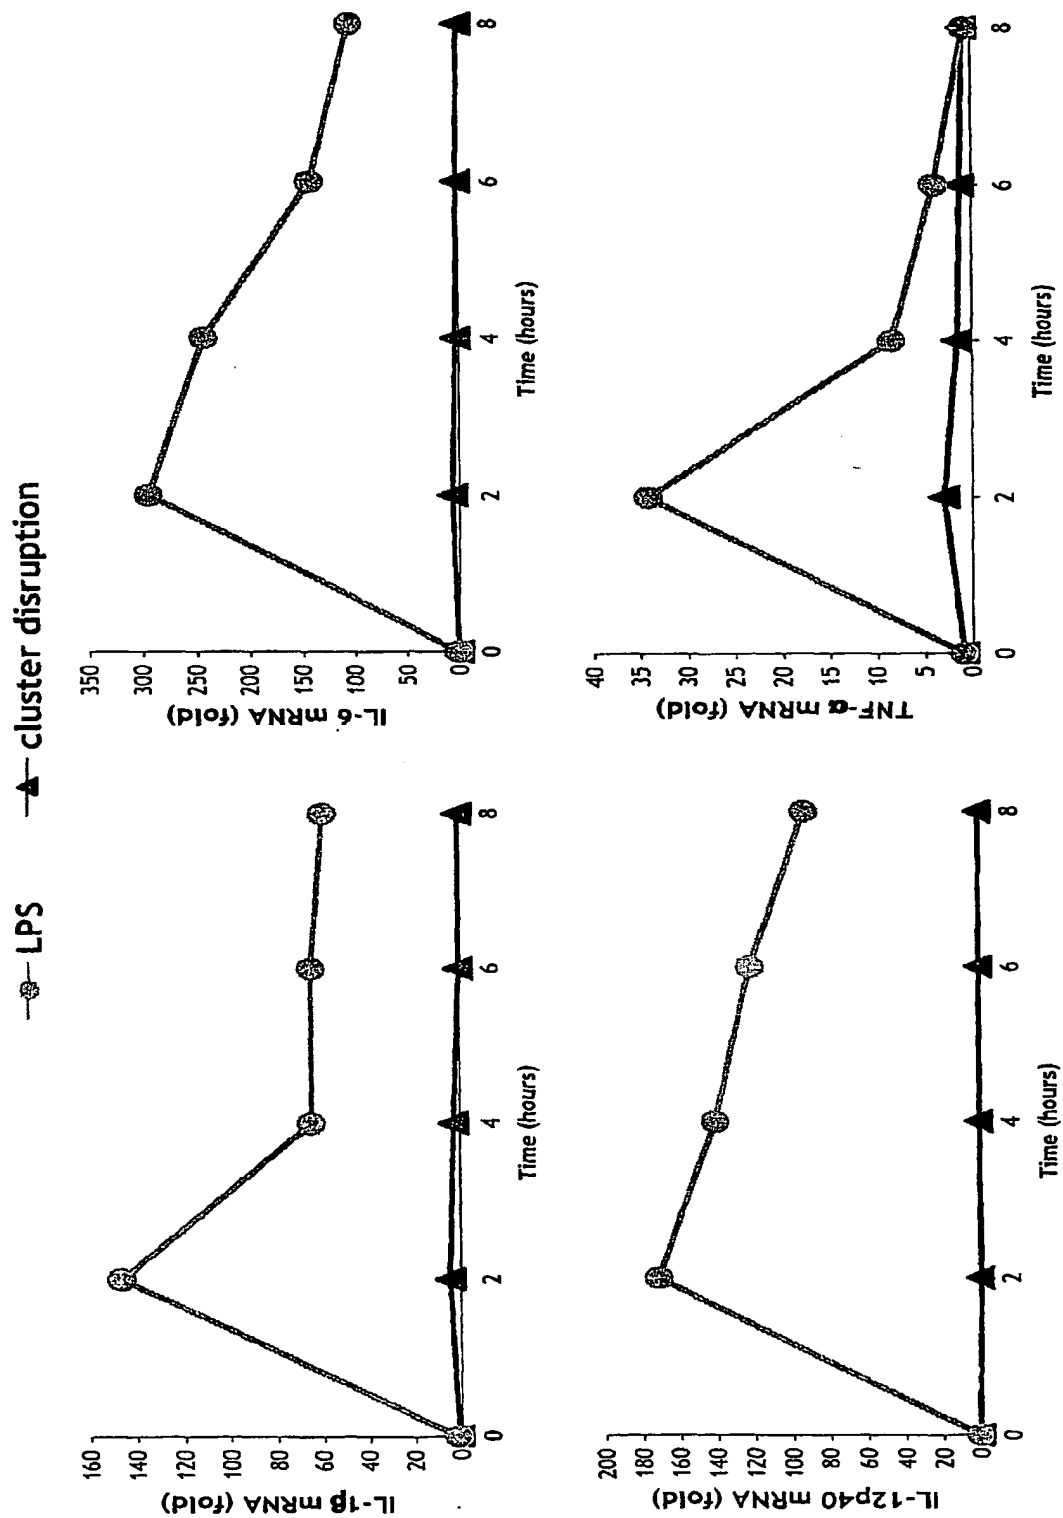 LPS
cluster disruption
IL-1β mRNA (fold)
160
140
120
100
80
60
40
20
0
0 2 4 6 8
Time (hours)
IL-6 mRNA (fold)
350
300
250
200
150
100
50
0
0 2 4 6 8
Time (hours)
IL-12p40 mRNA (fold)
200
180
160
140
120
100
80
60
40
20
0
0 2 4 6 8
Time (hours)
TNF-α mRNA (fold)
40
35
30
25
20
15
10
5
0
0 2 4 6 8
Time (hours)